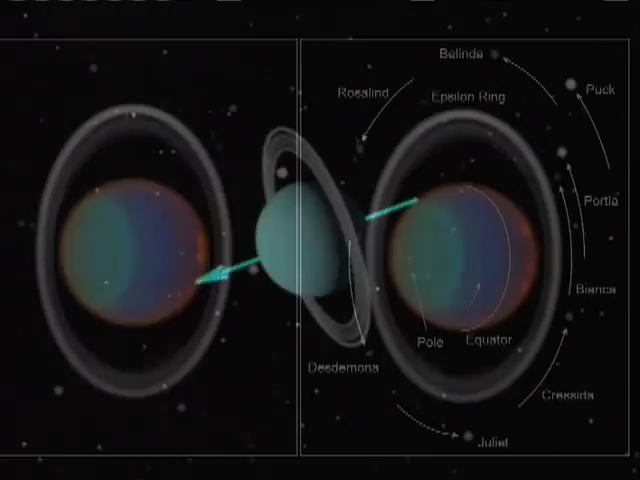 Belinda
Puck
Rosalind
Epsilon Ring
Portia
Bianca
Pole
Equator
Desdemona
Cressida
Juliet